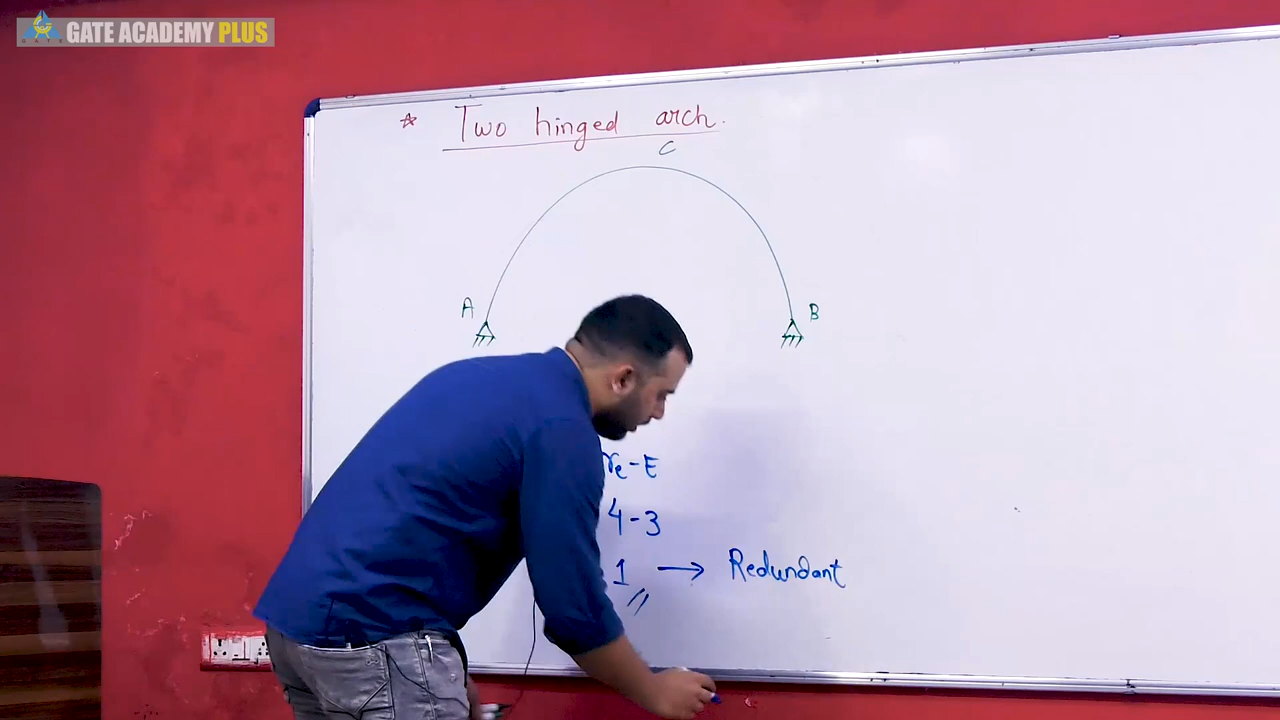 GATE ACADEMY PLUS
☆ Two hinged arch.
C
A
B
re-E
4-3
1 → Redundant